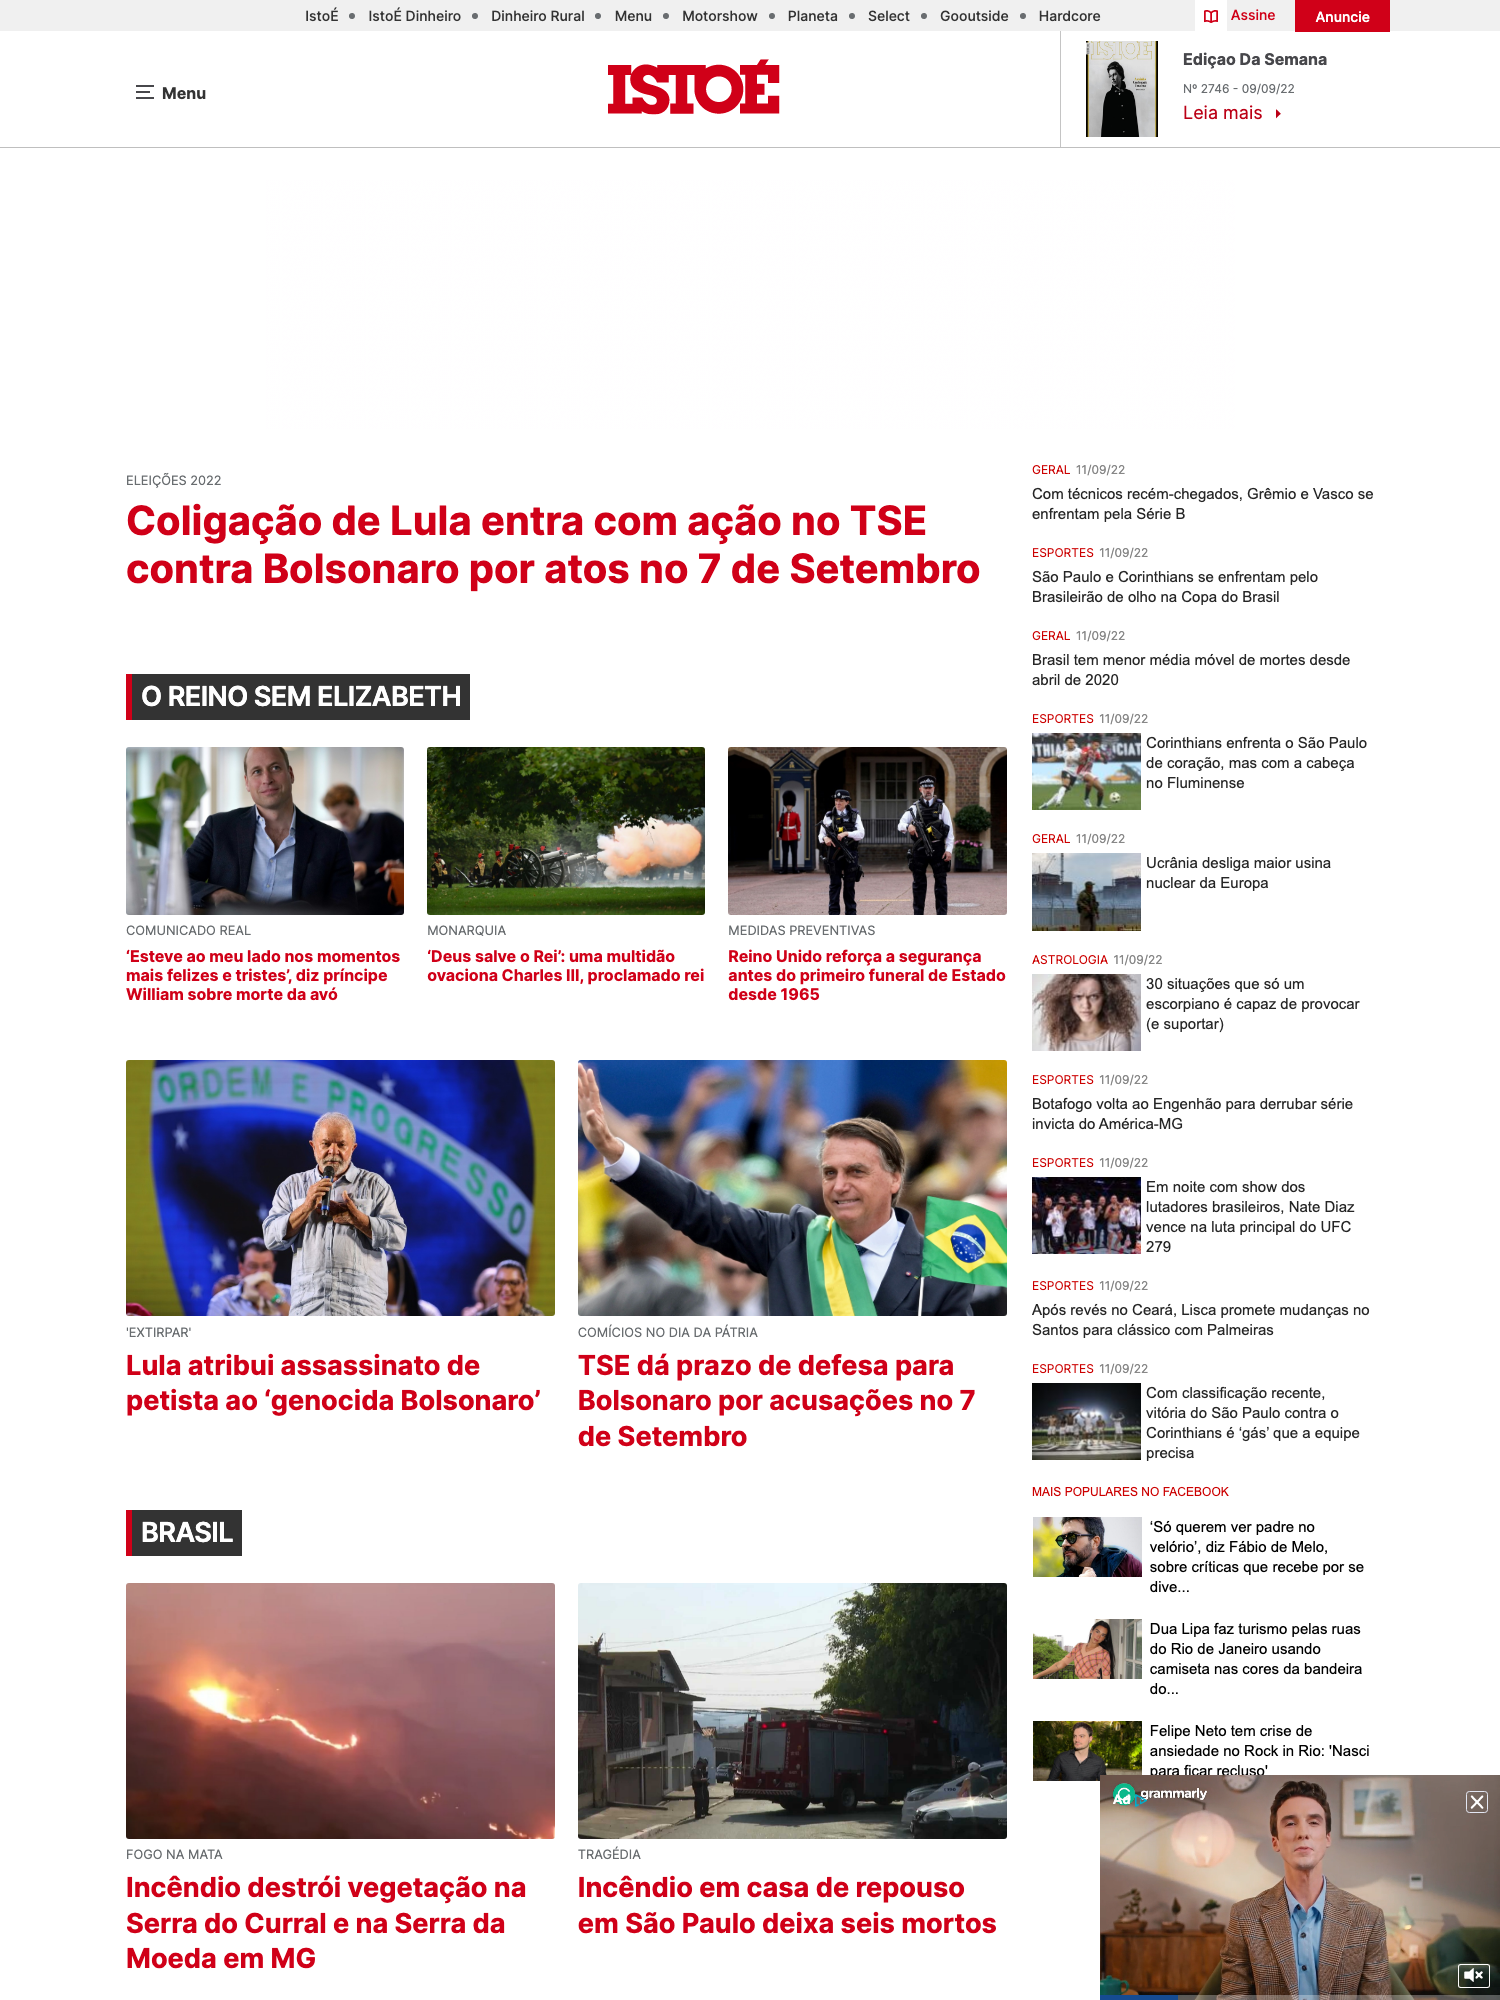 IstoÉ • IstoÉ Dinheiro • Dinheiro Rural • Menu • Motorshow • Planeta • Select • Gooutside • Hardcore
Assine
Anuncie
Menu
ISTOÉ
ISTOÉ
Ediçao Da Semana
Nº 2746 - 09/09/22
Leia mais
ELEIÇÕES 2022
Coligação de Lula entra com ação no TSE
contra Bolsonaro por atos no 7 de Setembro
O REINO SEM ELIZABETH
COMUNICADO REAL
‘Esteve ao meu lado nos momentos
mais felizes e tristes’, diz príncipe
William sobre morte da avó
MONARQUIA
‘Deus salve o Rei’: uma multidão
ovaciona Charles III, proclamado rei
MEDIDAS PREVENTIVAS
Reino Unido reforça a segurança
antes do primeiro funeral de Estado
desde 1965
ORDEM E PROGRESSO
'EXTIRPAR'
Lula atribui assassinato de
petista ao ‘genocida Bolsonaro’
COMÍCIOS NO DIA DA PÁTRIA
TSE dá prazo de defesa para
Bolsonaro por acusações no 7
de Setembro
BRASIL
FOGO NA MATA
Incêndio destrói vegetação na
Serra do Curral e na Serra da
Moeda em MG
TRAGÉDIA
Incêndio em casa de repouso
em São Paulo deixa seis mortos
GERAL 11/09/22
Com técnicos recém-chegados, Grêmio e Vasco se
enfrentam pela Série B
ESPORTES 11/09/22
São Paulo e Corinthians se enfrentam pelo
Brasileirão de olho na Copa do Brasil
GERAL 11/09/22
Brasil tem menor média móvel de mortes desde
abril de 2020
ESPORTES 11/09/22
Corinthians enfrenta o São Paulo
de coração, mas com a cabeça
no Fluminense
GERAL 11/09/22
Ucrânia desliga maior usina
nuclear da Europa
ASTROLOGIA 11/09/22
30 situações que só um
escorpiano é capaz de provocar
(e suportar)
ESPORTES 11/09/22
Botafogo volta ao Engenhão para derrubar série
invicta do América-MG
ESPORTES 11/09/22
Em noite com show dos
lutadores brasileiros, Nate Diaz
vence na luta principal do UFC
279
ESPORTES 11/09/22
Após revés no Ceará, Lisca promete mudanças no
Santos para clássico com Palmeiras
ESPORTES 11/09/22
Com classificação recente,
vitória do São Paulo contra o
Corinthians é ‘gás’ que a equipe
precisa
MAIS POPULARES NO FACEBOOK
‘Só querem ver padre no
velório’, diz Fábio de Melo,
sobre críticas que recebe por se
dive...
Dua Lipa faz turismo pelas ruas
do Rio de Janeiro usando
camiseta nas cores da bandeira
do...
Felipe Neto tem crise de
ansiedade no Rock in Rio: 'Nasci
para ficar recluso'
Ad
grammarly